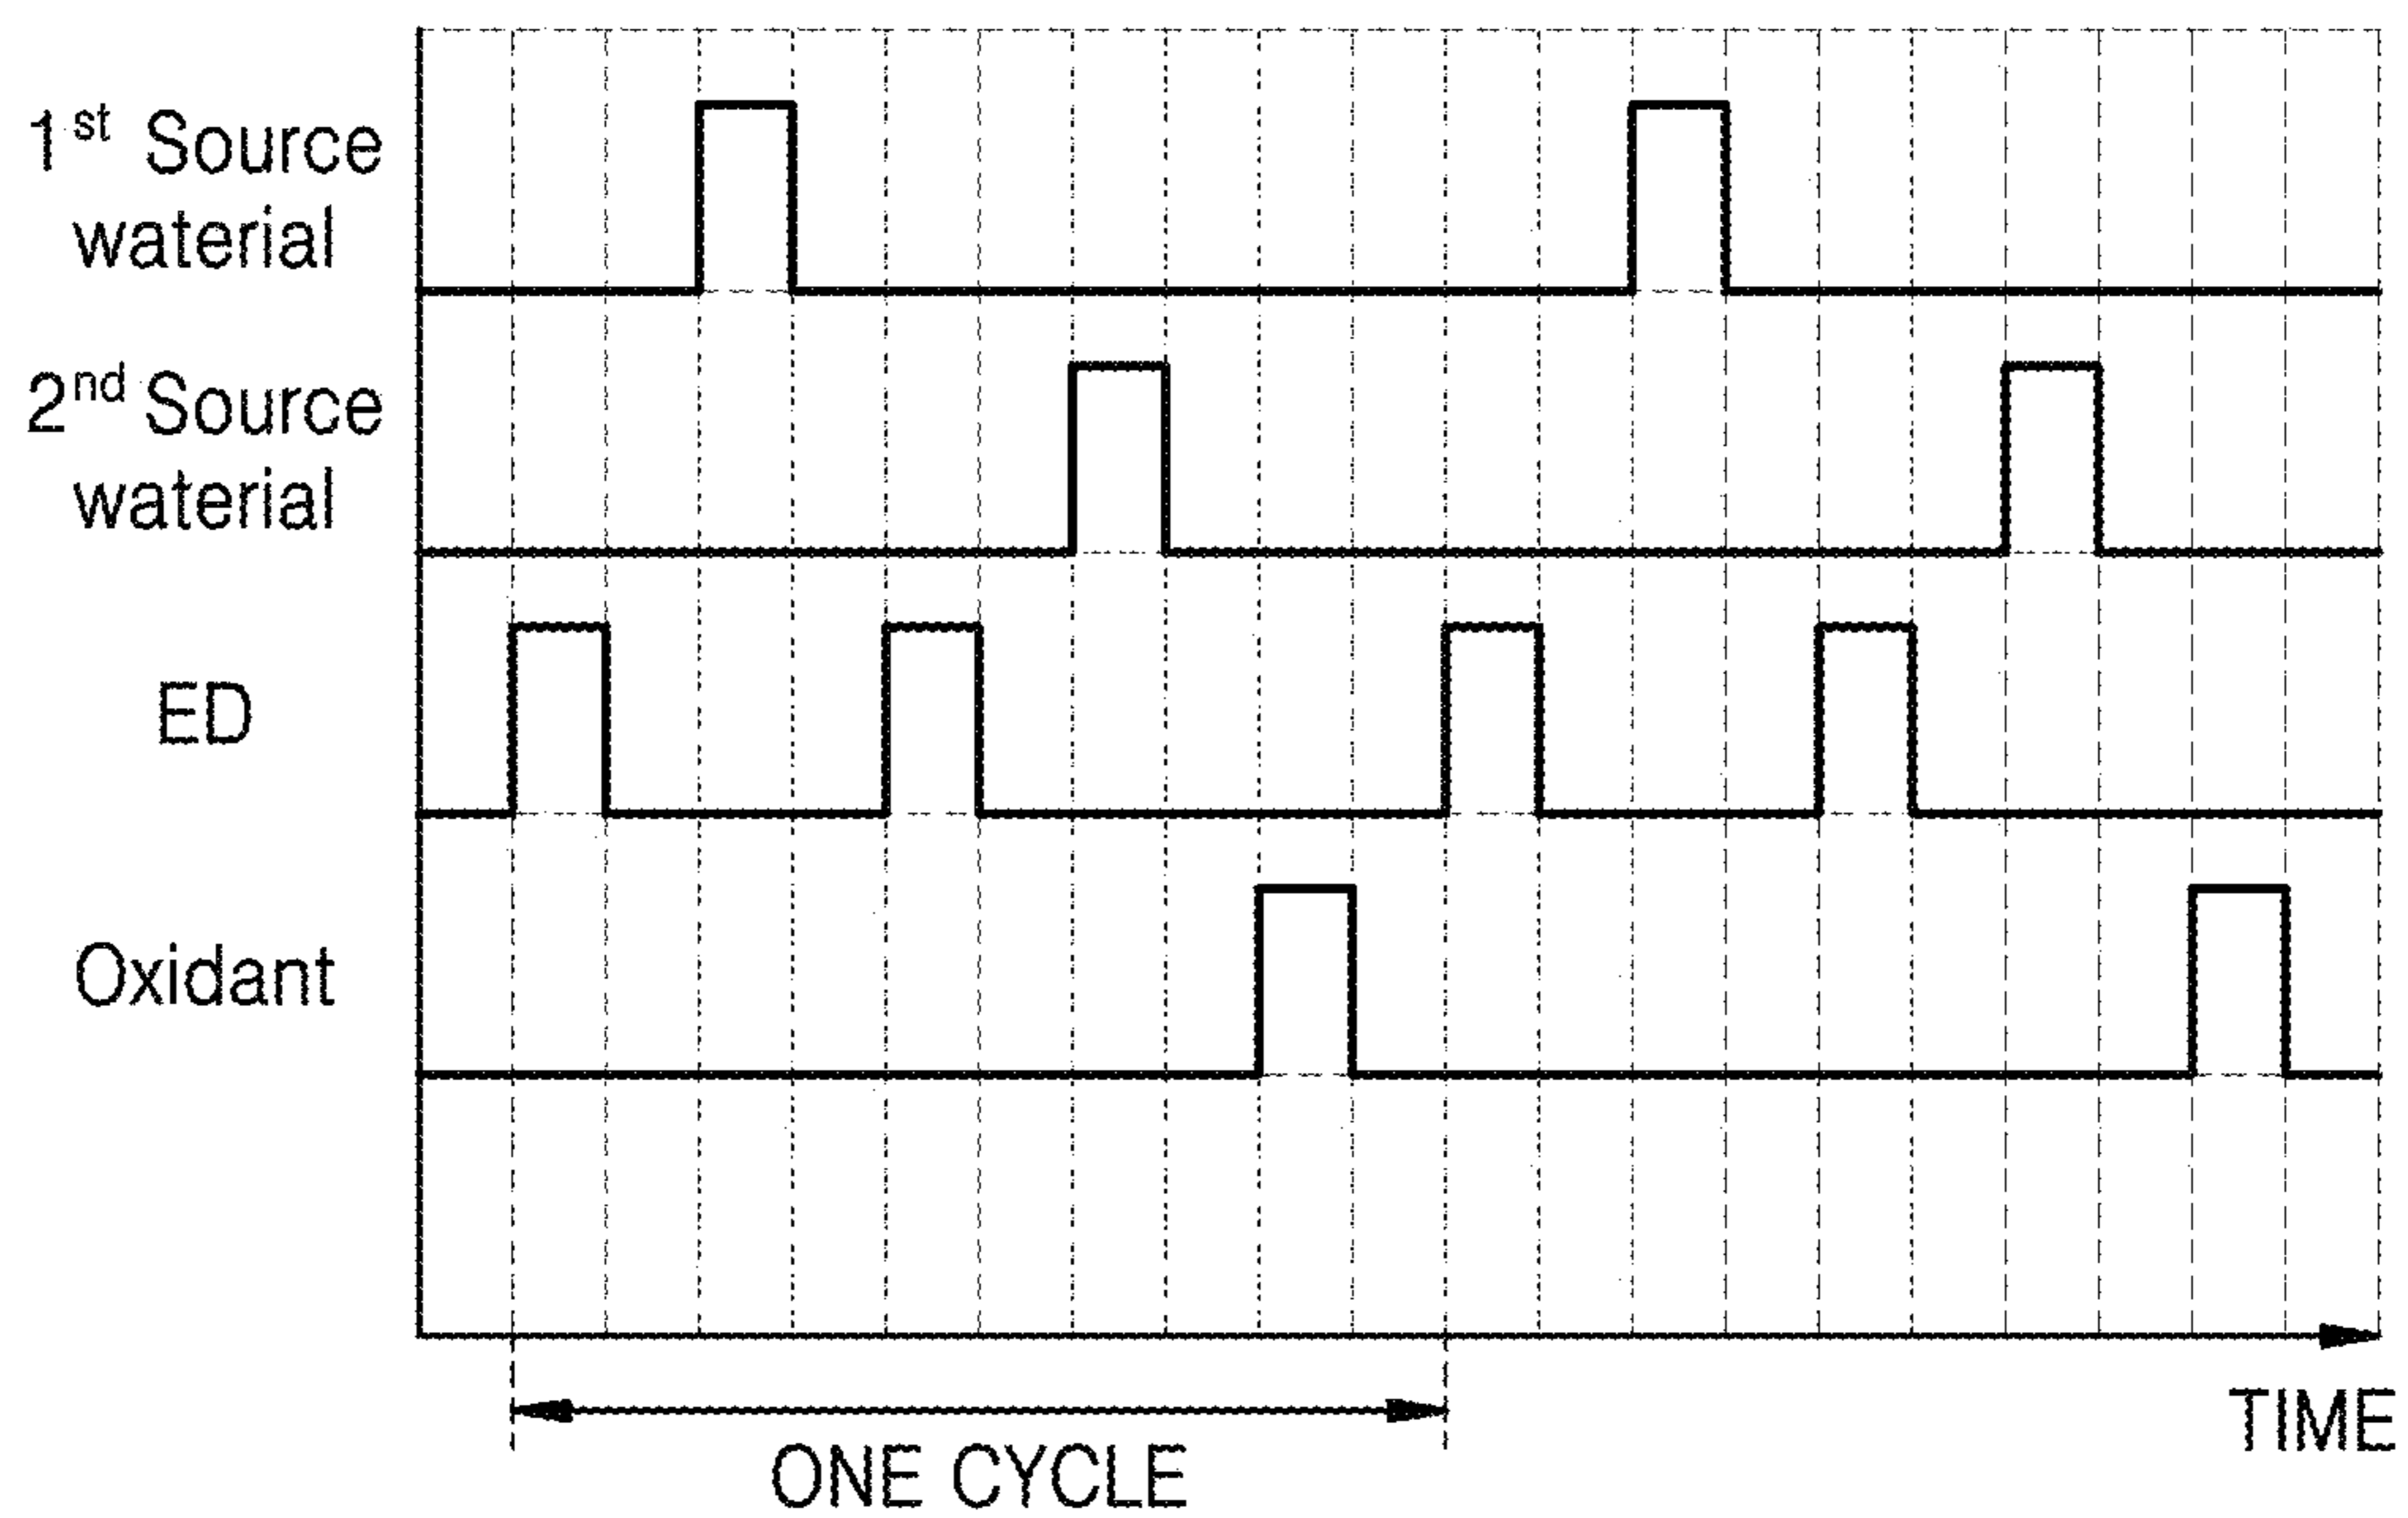 1st Source
waterial
2nd Source
waterial
ED
Oxidant
TIME
ONE CYCLE